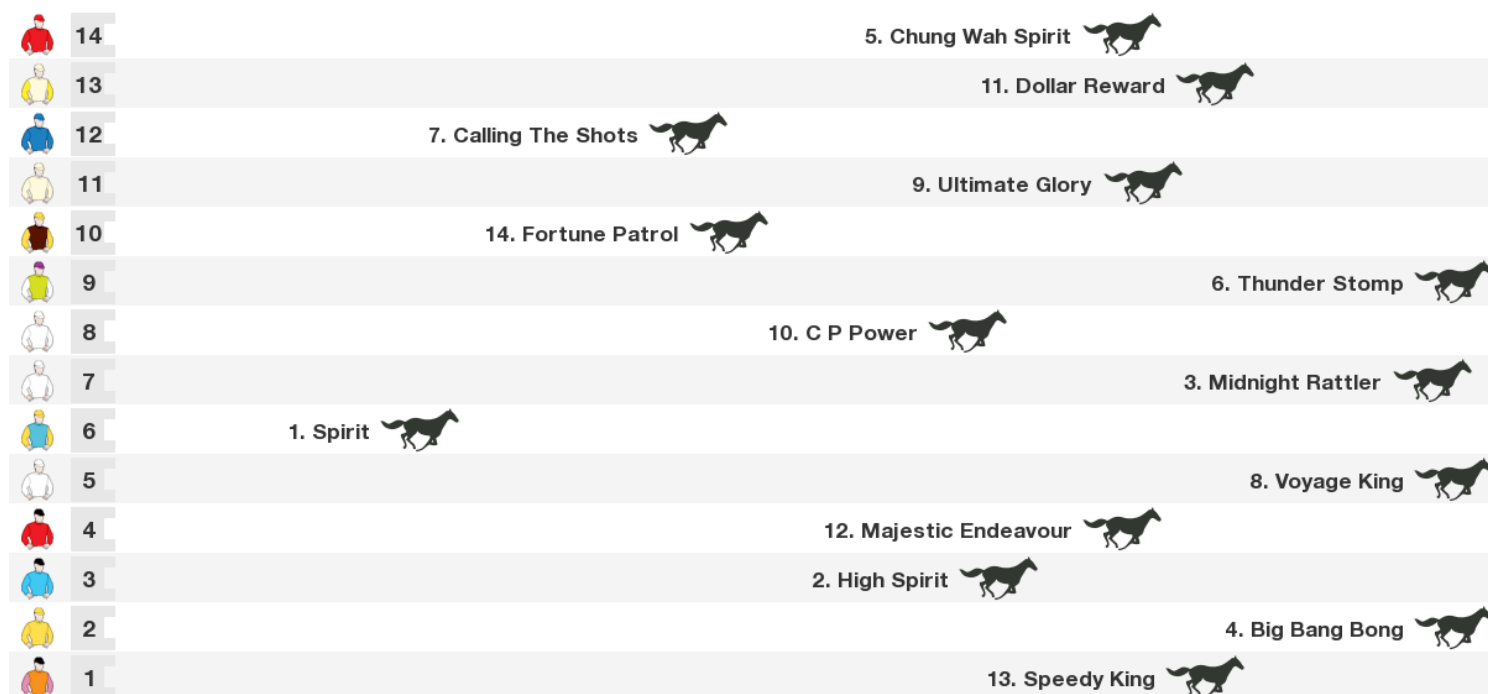 14 5. Chung Wah Spirit
13 11. Dollar Reward
12 7. Calling The Shots
11 9. Ultimate Glory
10 14. Fortune Patrol
9 6. Thunder Stomp
8 10. C P Power
7 3. Midnight Rattler
6 1. Spirit
5 8. Voyage King
4 12. Majestic Endeavour
3 2. High Spirit
2 4. Big Bang Bong
1 13. Speedy King